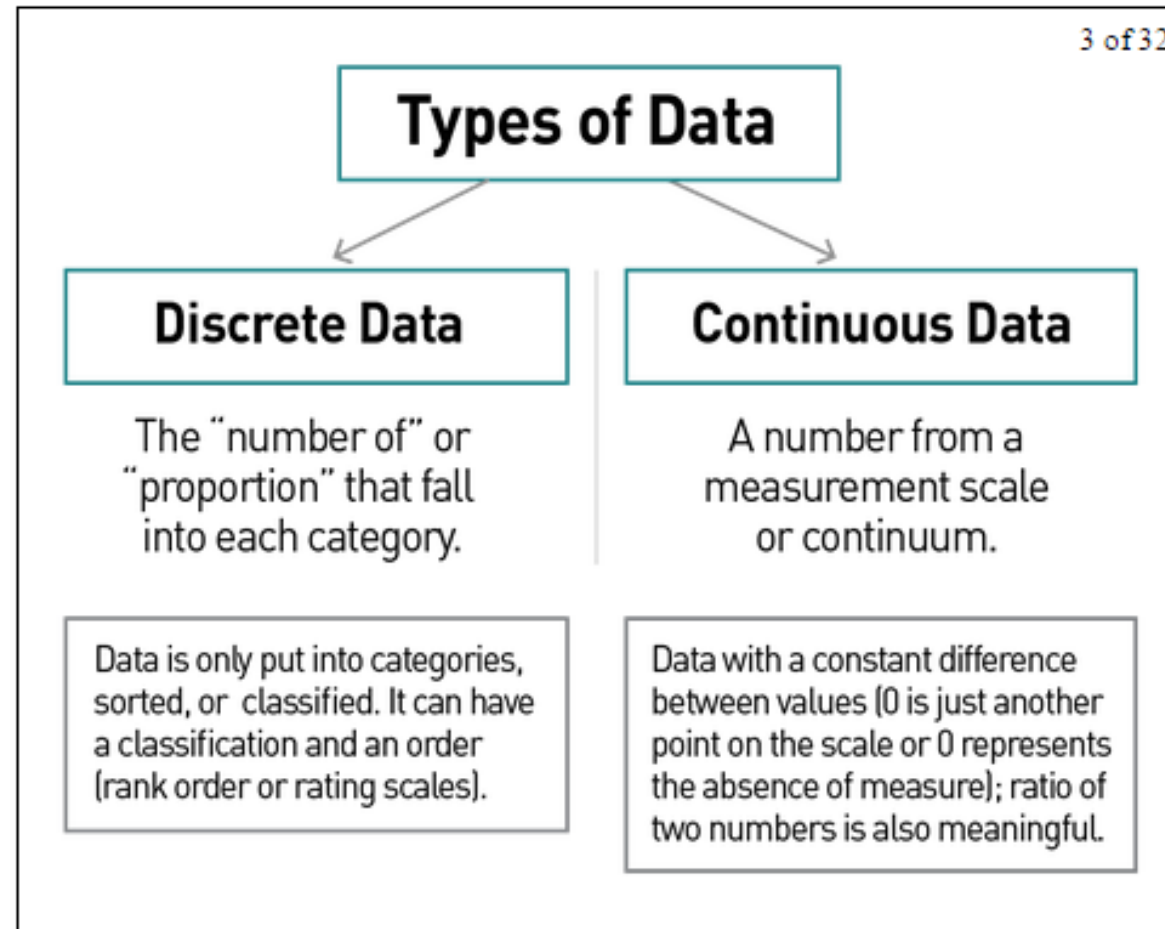 3 of 32
Types of Data
Discrete Data
The “number of” or
“proportion” that fall
into each category.
Data is only put into categories,
sorted, or classified. It can have
a classification and an order
(rank order or rating scales).
Continuous Data
A number from a
measurement scale
or continuum.
Data with a constant difference
between values (0 is just another
point on the scale or 0 represents
the absence of measure); ratio of
two numbers is also meaningful.